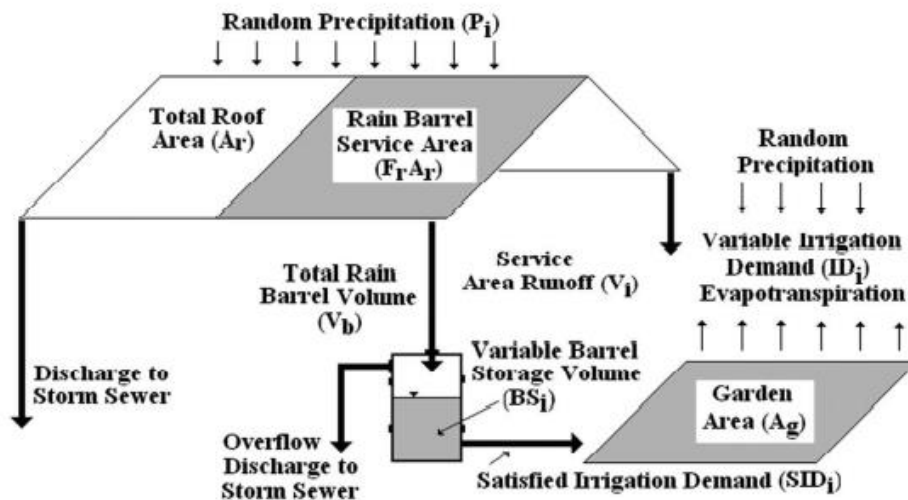 Random Precipitation (Pi)
Total Roof
Area (Ar)
Rain Barrel
Service Area
(FrAr)
Random
Precipitation
Variable Irrigation
Demand (IDi)
Evapotranspiration
Service
Area Runoff (Vi)
Total Rain
Barrel Volume
(Vb)
Variable Barrel
Storage Volume
(BSi)
Discharge to
Storm Sewer
Garden
Area (Ag)
Overflow
Discharge to
Storm Sewer
Satisfied Irrigation Demand (SIDi)